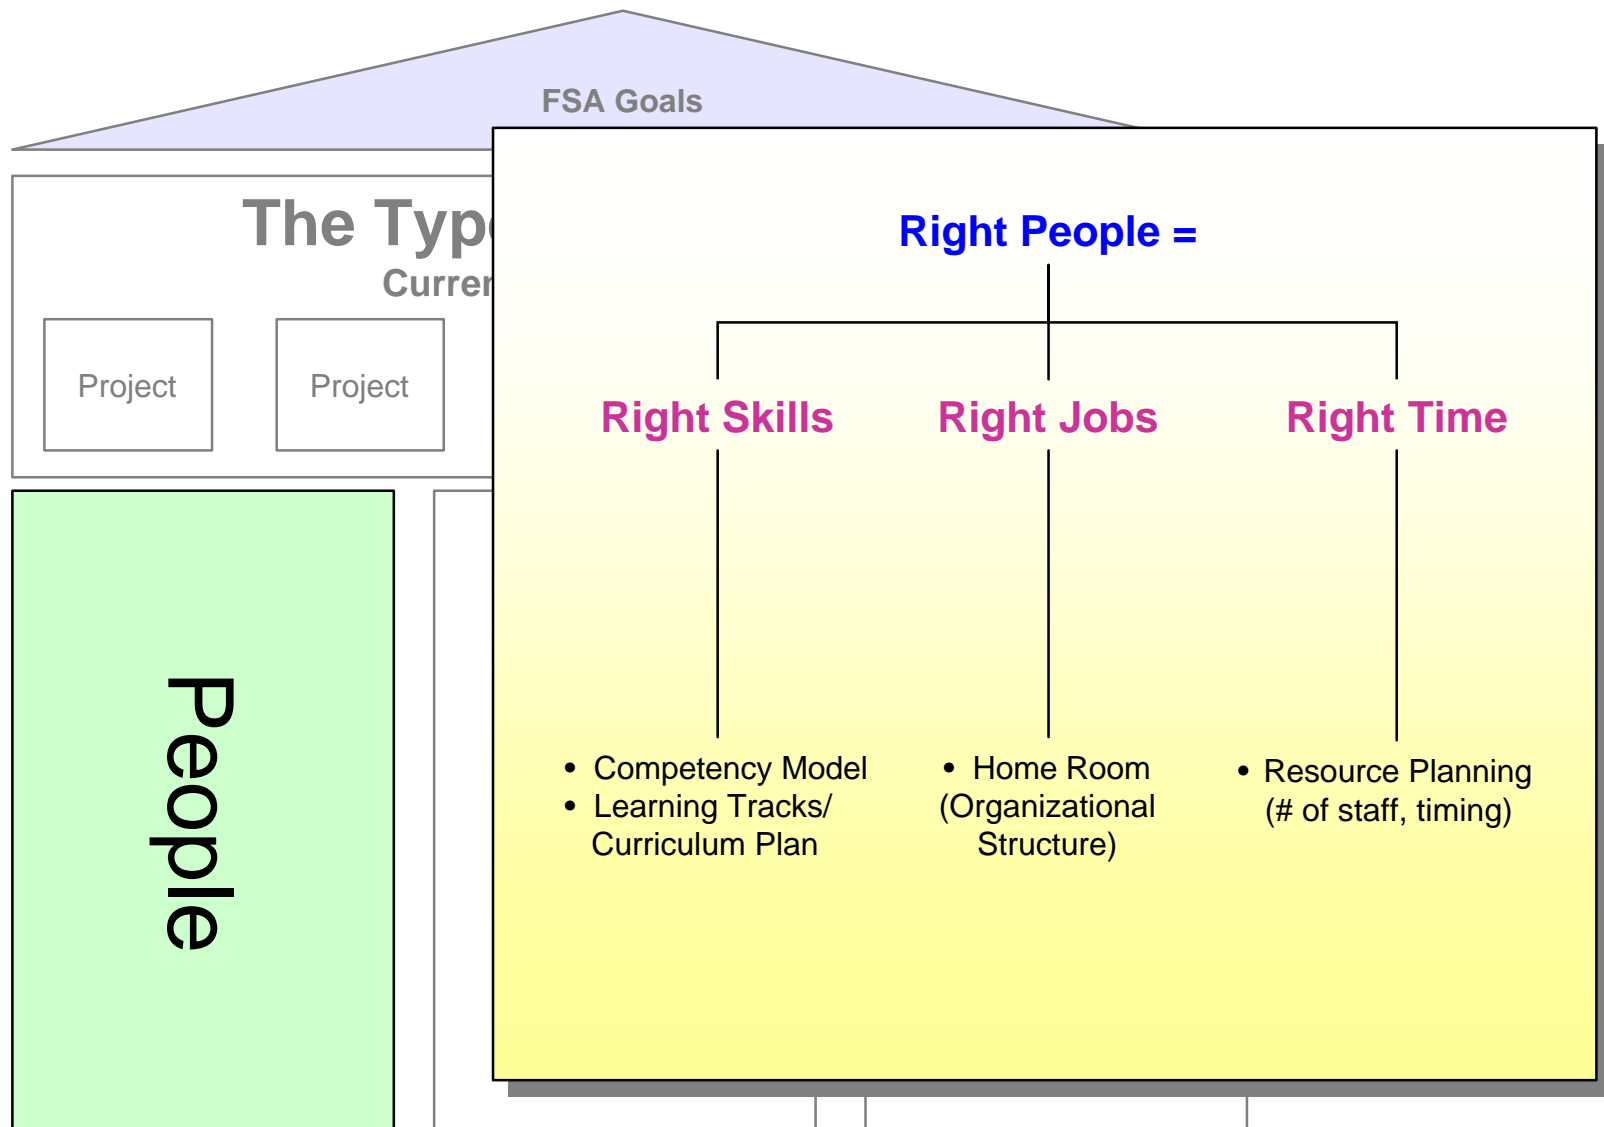 FSA Goals
The Typ
Curren
Project
Project
People
Right People =
Right Skills
Right Jobs
Right Time
• Competency Model
• Learning Tracks/
Curriculum Plan
• Home Room
(Organizational
Structure)
• Resource Planning
(# of staff, timing)